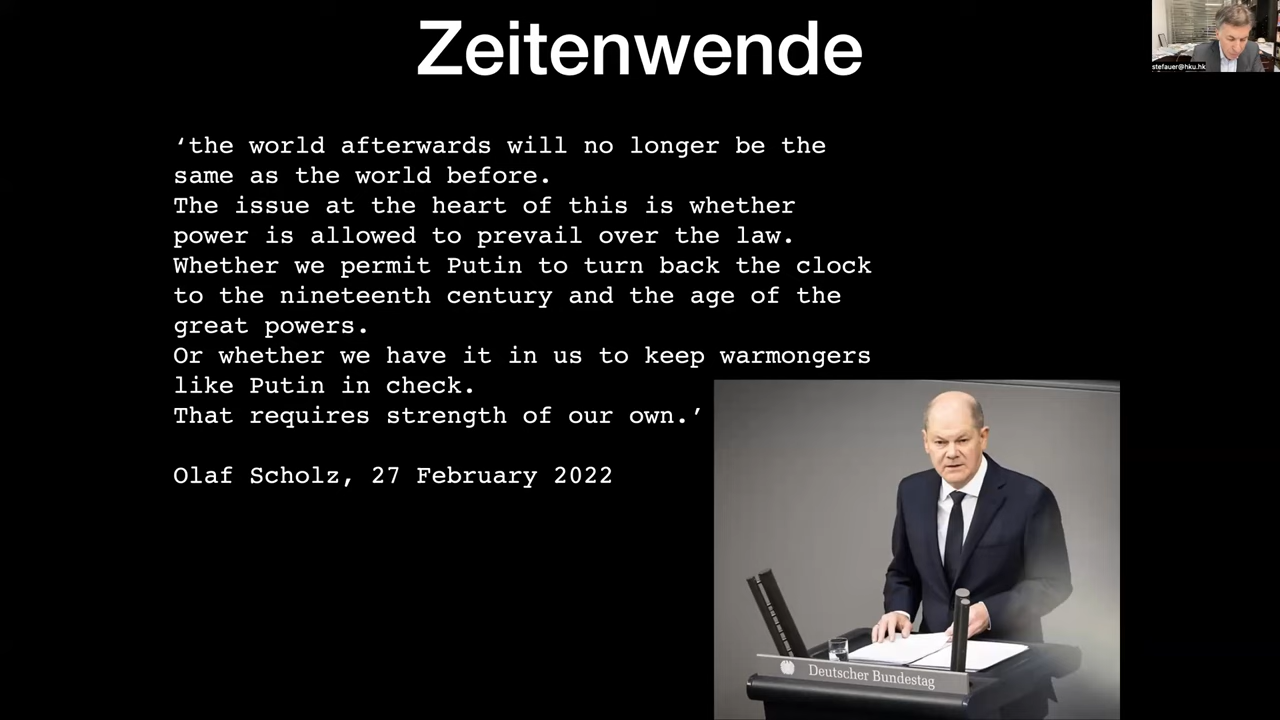 Zeitenwende
stefauer@hku.hk
‘the world afterwards will no longer be the
same as the world before.
The issue at the heart of this is whether
power is allowed to prevail over the law.
Whether we permit Putin to turn back the clock
to the nineteenth century and the age of the
great powers.
Or whether we have it in us to keep warmongers
like Putin in check.
That requires strength of our own.’
Olaf Scholz, 27 February 2022
Deutscher Bundestag